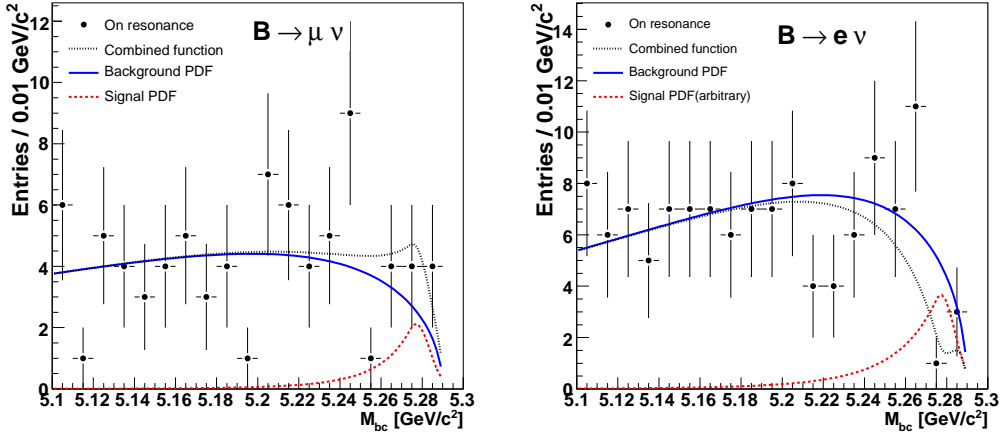 Entries / 0.01 GeV/c²
12
10
8
6
4
2
0
On resonance
Combined function
Background PDF
Signal PDF
B → μ ν
5.1 5.12 5.14 5.16 5.18 5.2 5.22 5.24 5.26 5.28 5.3
M_bc [GeV/c²]
Entries / 0.01 GeV/c²
14
12
10
8
6
4
2
0
On resonance
Combined function
Background PDF
Signal PDF(arbitrary)
B → e ν
5.1 5.12 5.14 5.16 5.18 5.2 5.22 5.24 5.26 5.28 5.3
M_bc [GeV/c²]